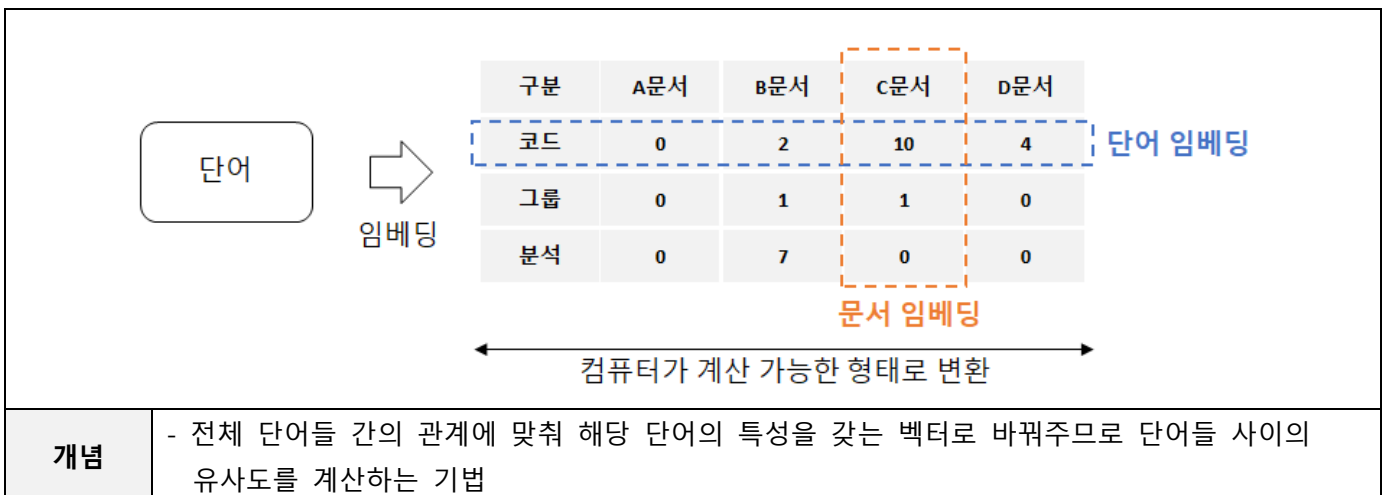 구분 A문서 B문서 C문서 D문서
코드 0 2 10 4
단어 임베딩
단어
그룹 0 1 1 0
임베딩
분석 0 7 0 0
문서 임베딩
컴퓨터가 계산 가능한 형태로 변환
개념
- 전체 단어들 간의 관계에 맞춰 해당 단어의 특성을 갖는 벡터로 바꿔주므로 단어들 사이의
유사도를 계산하는 기법